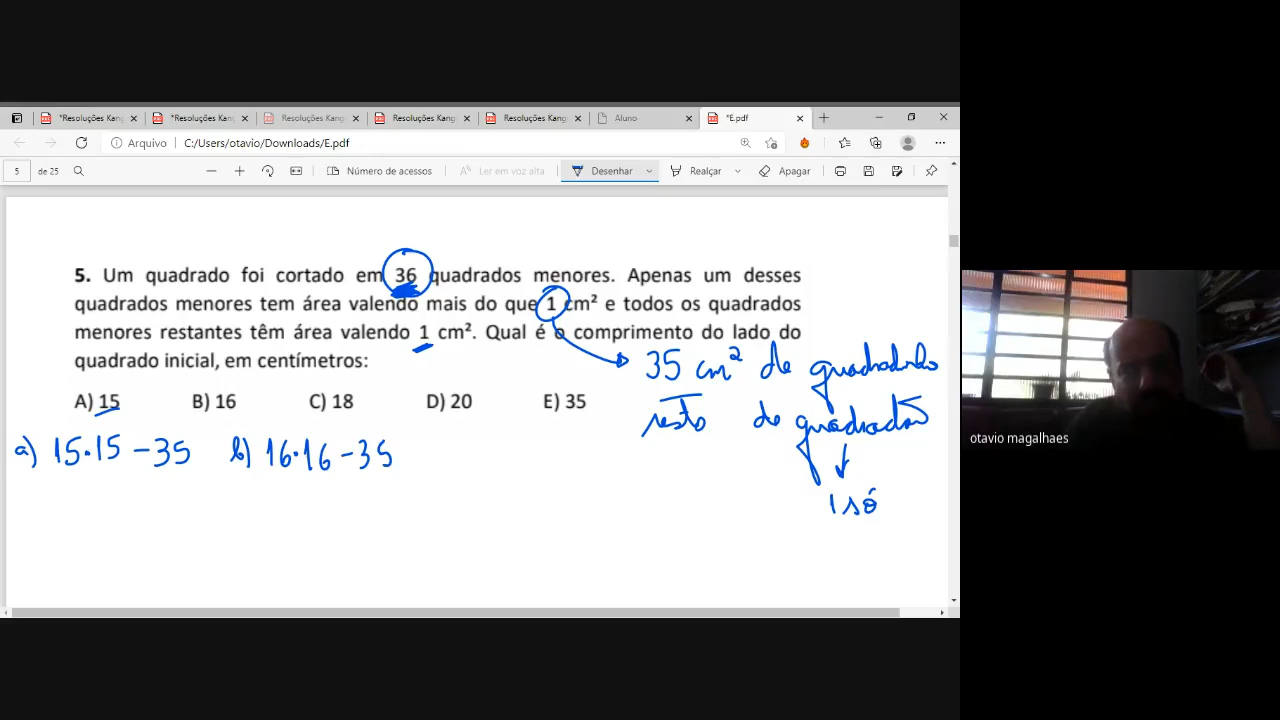 *Resoluções Kang
*Resoluções Kang
Resoluções Kang
Resoluções Kang
Resoluções Kang
Aluno
*E.pdf
Arquivo
C:/Users/otavio/Downloads/E.pdf
5
de 25
Número de acessos
Ler em voz alta
Desenhar
Realçar
Apagar
5. Um quadrado foi cortado em 36 quadrados menores. Apenas um desses
quadrados menores tem área valendo mais do que 1 cm² e todos os quadrados
menores restantes têm área valendo 1 cm². Qual é o comprimento do lado do
quadrado inicial, em centímetros:
35 cm² de quadradinho
A) 15 B) 16 C) 18 D) 20 E) 35
resto de quadradão
a) 15·15 - 35 b) 16·16 - 35
1 só
otavio magalhaes